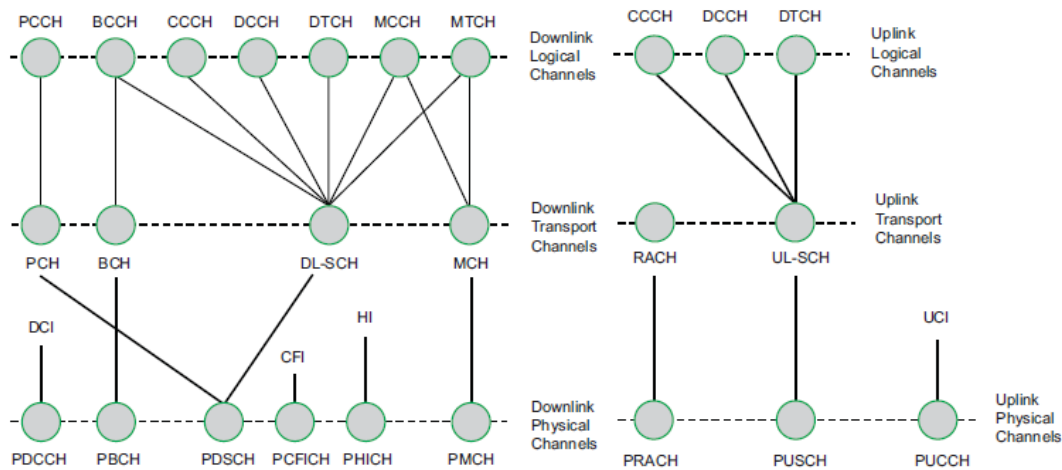 PCCH BCCH CCCH DCCH DTCH MCCH MTCH
Downlink
Logical
Channels
CCCH DCCH DTCH
Uplink
Logical
Channels
Downlink
Transport
Channels
PCH BCH DL-SCH MCH
Uplink
Transport
Channels
RACH UL-SCH
DCI
CFI
HI
UCI
Downlink
Physical
Channels
PDCCH PBCH PDSCH PCFICH PHICH PMCH
Uplink
Physical
Channels
PRACH PUSCH PUCCH